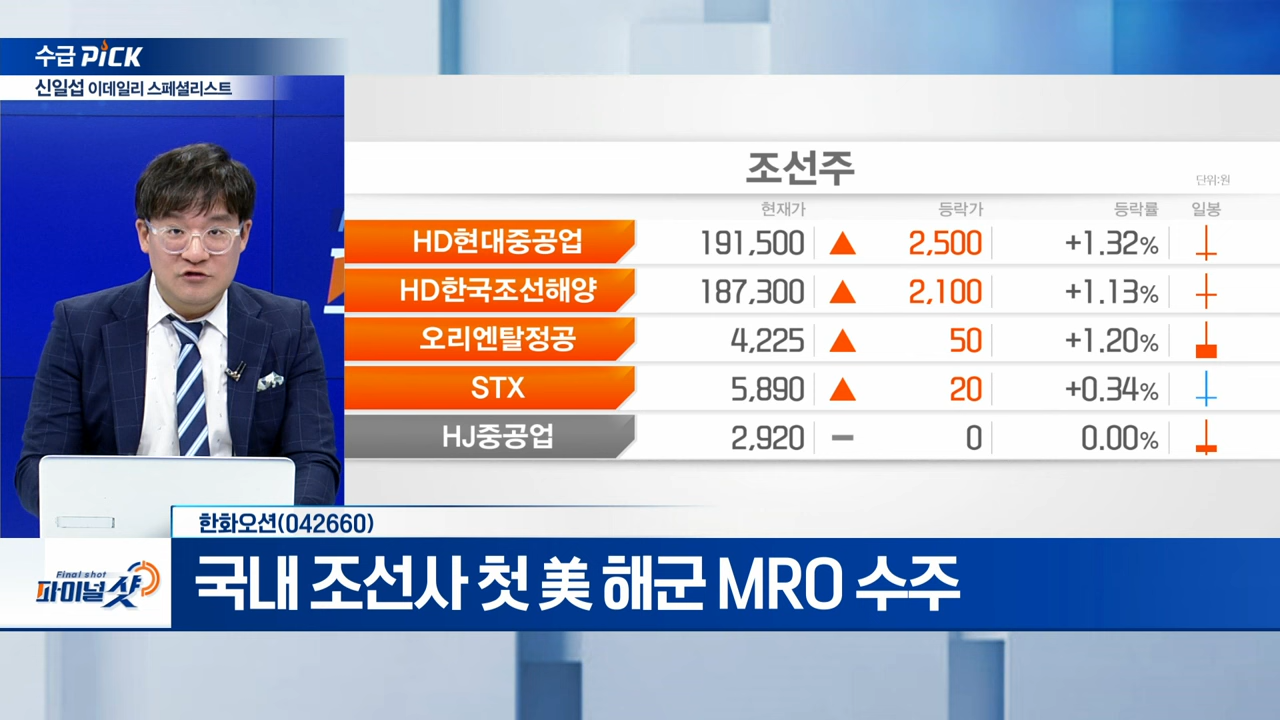 수급 PiCK
신일섭 이데일리 스페셜리스트
조선주
단위:원
현재가 등락가 등락률 일봉
HD현대중공업 191,500 ▲ 2,500 +1.32%
HD한국조선해양 187,300 ▲ 2,100 +1.13%
오리엔탈정공 4,225 ▲ 50 +1.20%
STX 5,890 ▲ 20 +0.34%
HJ중공업 2,920 － 0 0.00%
한화오션(042660)
Final shot
파이널샷
국내 조선사 첫 美 해군 MRO 수주